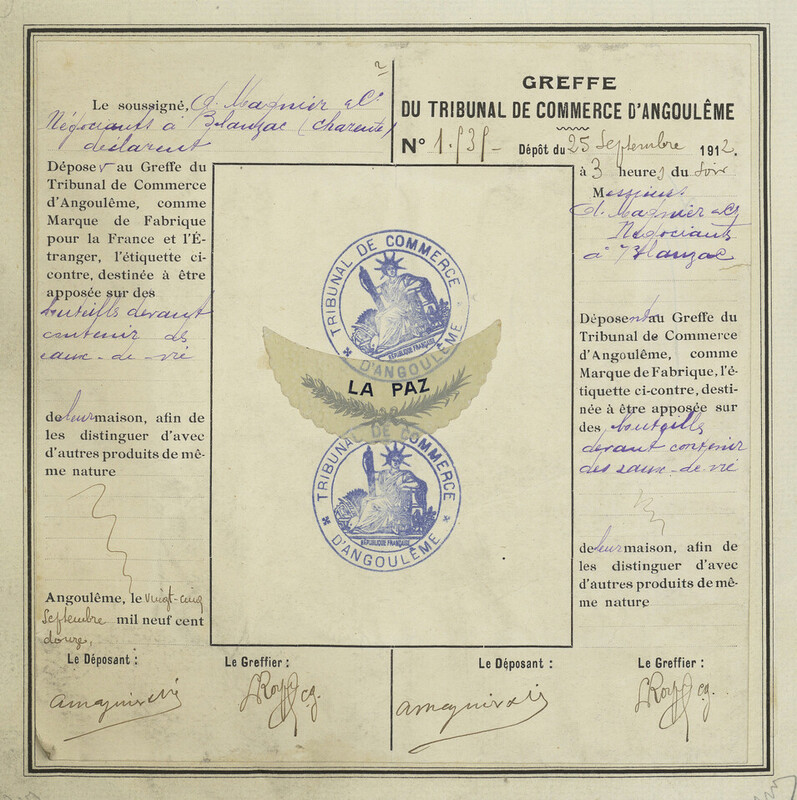 Le soussigné, A. Magnier & Cie
Négociants à Blanzac (Charente)
déclarent
Déposer au Greffe du
Tribunal de Commerce
d'Angoulême, comme
Marque de Fabrique
pour la France et l'É-
tranger, l'étiquette ci-
contre, destinée à être
apposée sur des
bouteilles devant
contenir des
eaux-de-vie
de leur maison, afin de
les distinguer d'avec
d'autres produits de mê-
me nature
Angoulême, le vingt-cinq
Septembre mil neuf cent
douze,
Le Déposant :
Le Greffier :
TRIBUNAL DE COMMERCE
D'ANGOULÊME
RÉPUBLIQUE FRANÇAISE
LA PAZ
TRIBUNAL DE COMMERCE
D'ANGOULÊME
RÉPUBLIQUE FRANÇAISE
GREFFE
DU TRIBUNAL DE COMMERCE D'ANGOULÊME
N° Dépôt du 25 Septembre 1912.
à 3 heures du soir
Messieurs
A. Magnier & Cie
Négociants
à Blanzac
Déposent au Greffe du
Tribunal de Commerce
d'Angoulême, comme
Marque de Fabrique, l'é-
tiquette ci-contre, desti-
née à être apposée sur
des bouteilles
devant contenir
des eaux-de-vie
de leur maison, afin de
les distinguer d'avec
d'autres produits de mê-
me nature
Le Déposant :
Le Greffier :